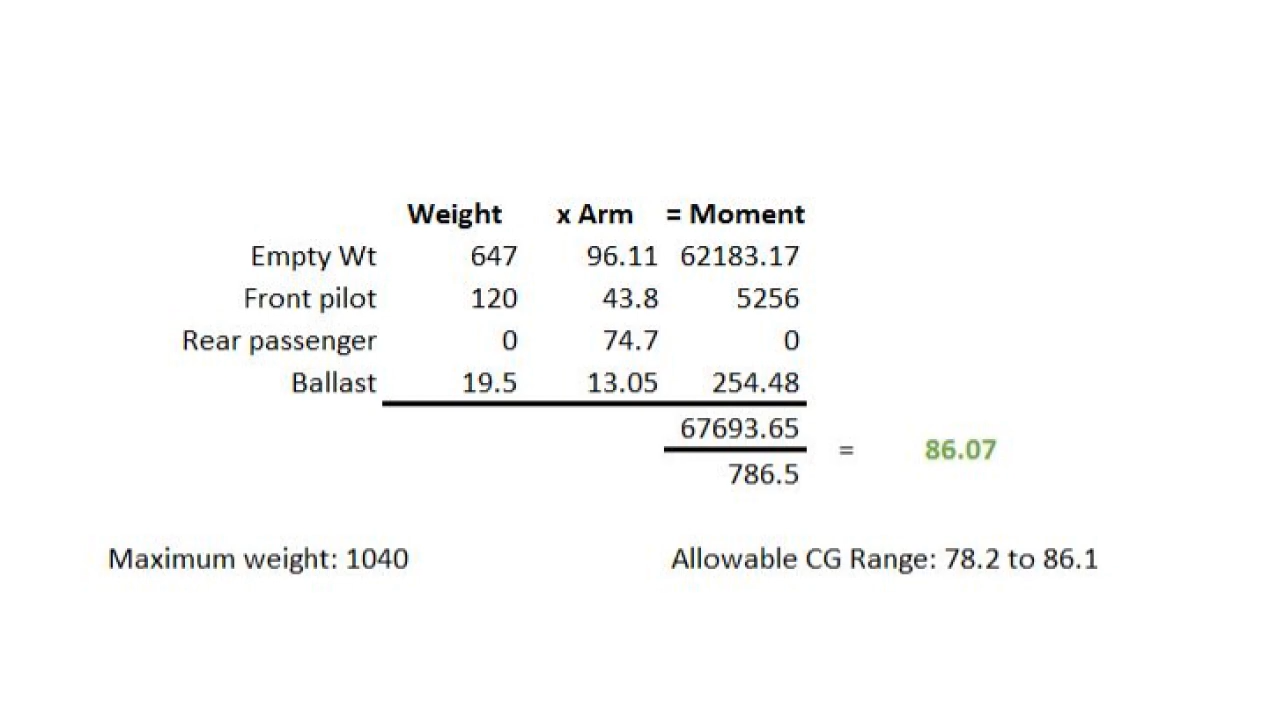 Weight x Arm = Moment
Empty Wt 647 96.11 62183.17
Front pilot 120 43.8 5256
Rear passenger 0 74.7 0
Ballast 19.5 13.05 254.48
67693.65
= 86.07
786.5
Maximum weight: 1040 Allowable CG Range: 78.2 to 86.1